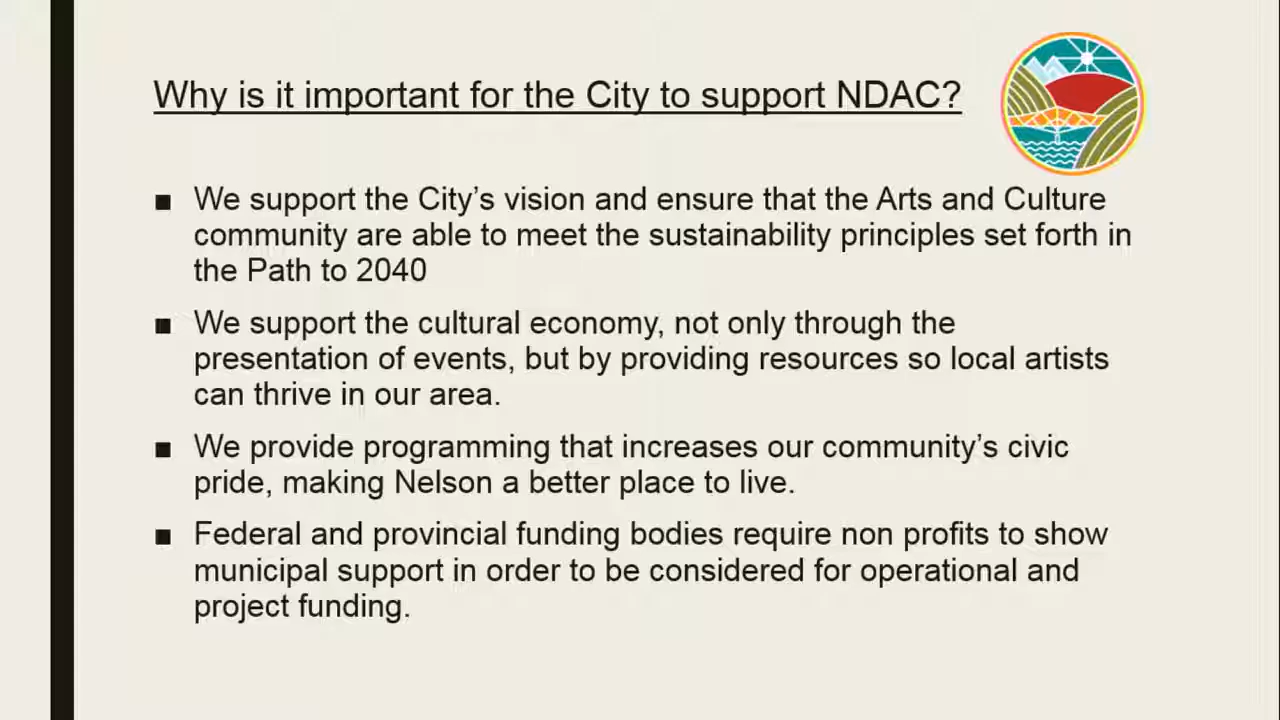 Why is it important for the City to support NDAC?
■ We support the City’s vision and ensure that the Arts and Culture
community are able to meet the sustainability principles set forth in
the Path to 2040
■ We support the cultural economy, not only through the
presentation of events, but by providing resources so local artists
can thrive in our area.
■ We provide programming that increases our community’s civic
pride, making Nelson a better place to live.
■ Federal and provincial funding bodies require non profits to show
municipal support in order to be considered for operational and
project funding.